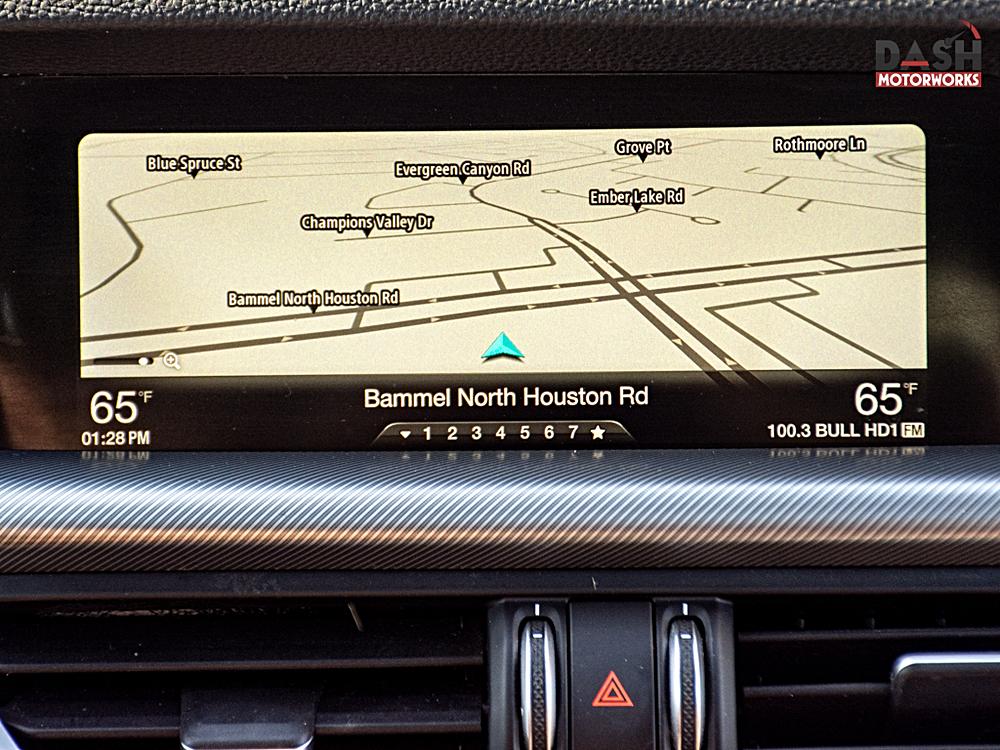 DASH
MOTORWORKS
Blue Spruce St
Evergreen Canyon Rd
Grove Pt
Rothmoore Ln
Ember Lake Rd
Champions Valley Dr
Bammel North Houston Rd
65°F
Bammel North Houston Rd
65°F
01:28 PM
1 2 3 4 5 6 7
100.3 BULL HD1 FM